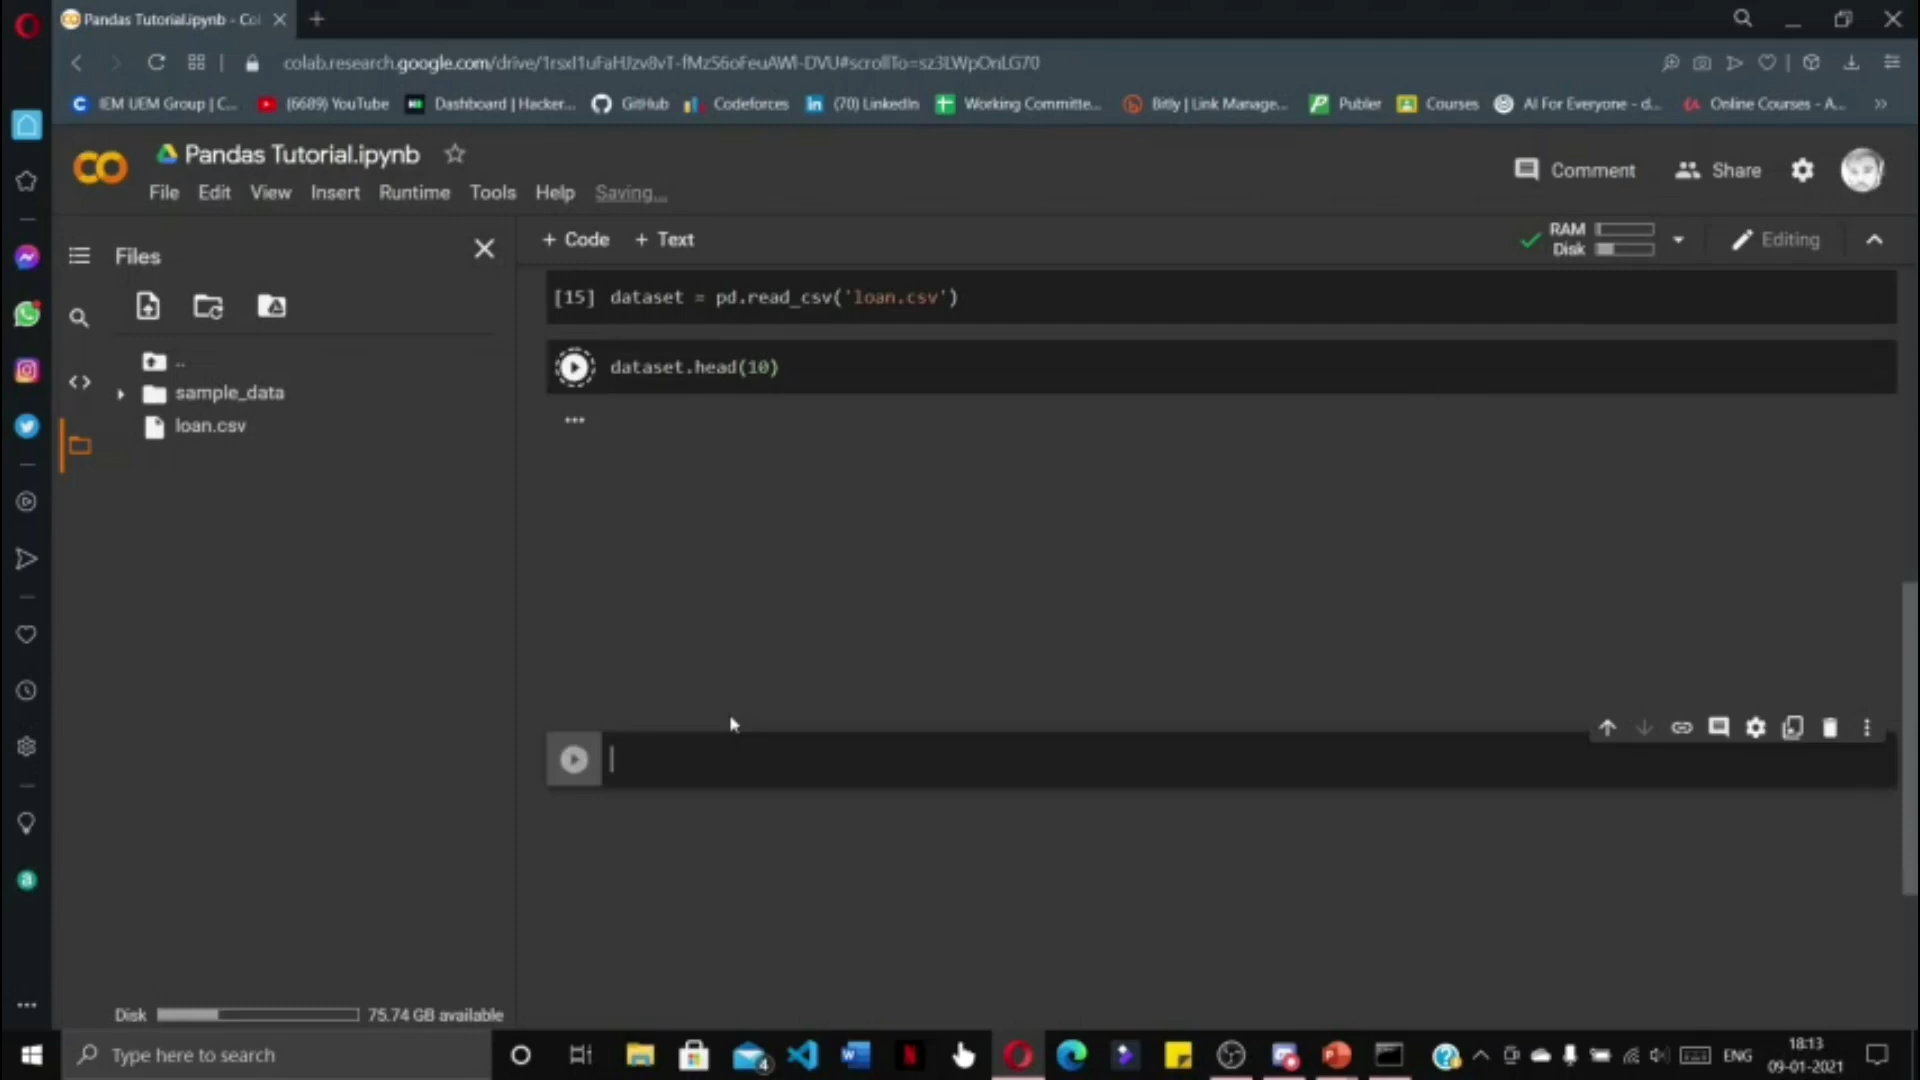 Pandas Tutorial.ipynb - Col
colab.research.google.com/drive/1rsxI1uFaHJzv8vT-fMzS6oFeuAWl-DVU#scrollTo=sz3LWpOnLG70
IEM UEM Group | C... (6689) YouTube Dashboard | Hacker... GitHub Codeforces (70) LinkedIn Working Committe... Bitly | Link Manage... Publer Courses AI For Everyone - d... Online Courses - A...
Pandas Tutorial.ipynb
Comment Share
File Edit View Insert Runtime Tools Help Saving...
Files
+ Code + Text
RAM
Disk
Editing
[15] dataset = pd.read_csv('loan.csv')
dataset.head(10)
..
sample_data
loan.csv
Disk 75.74 GB available
Type here to search
4
ENG
18:13
09-01-2021